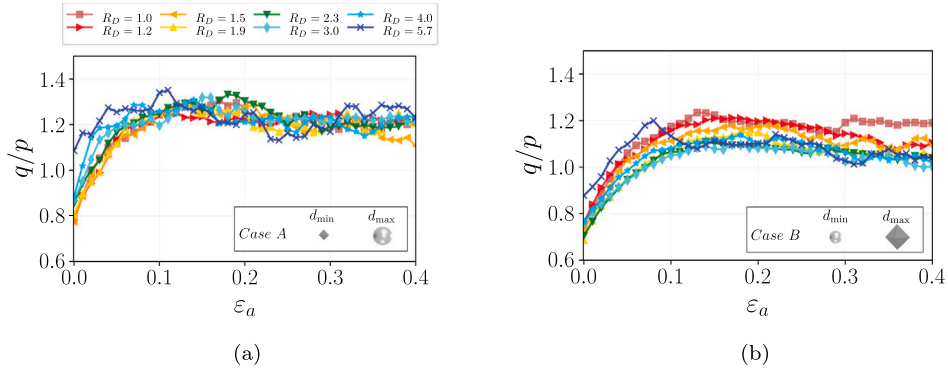 R_D = 1.0 R_D = 1.5 R_D = 2.3 R_D = 4.0
R_D = 1.2 R_D = 1.9 R_D = 3.0 R_D = 5.7
q/p
1.4
1.2
1.0
0.8
0.6
0.0 0.1 0.2 0.3 0.4
ε_a
d_min d_max
Case A
(a)
q/p
1.4
1.2
1.0
0.8
0.6
0.0 0.1 0.2 0.3 0.4
ε_a
d_min d_max
Case B
(b)